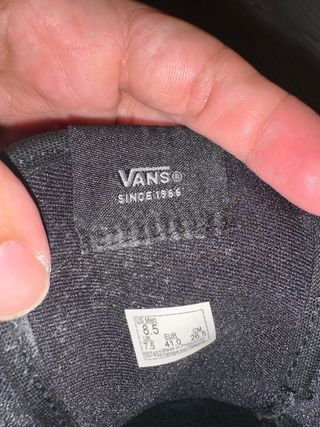 VANS®
SINCE 1966
US Men
8.5
UK EUR CM
7.5 41.0 26.5